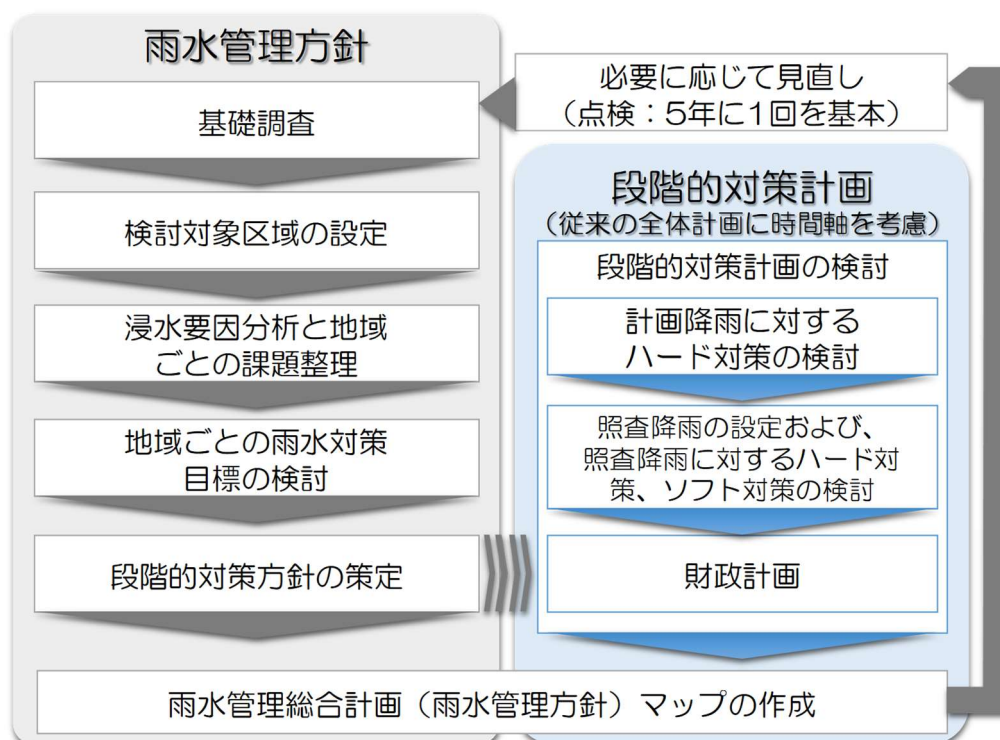 雨水管理方針
基礎調査
検討対象区域の設定
浸水要因分析と地域
ごとの課題整理
地域ごとの雨水対策
目標の検討
段階的対策方針の策定
必要に応じて見直し
（点検：5年に1回を基本）
段階的対策計画
（従来の全体計画に時間軸を考慮）
段階的対策計画の検討
計画降雨に対する
ハード対策の検討
照査降雨の設定および、
照査降雨に対するハード対
策、ソフト対策の検討
財政計画
雨水管理総合計画（雨水管理方針）マップの作成